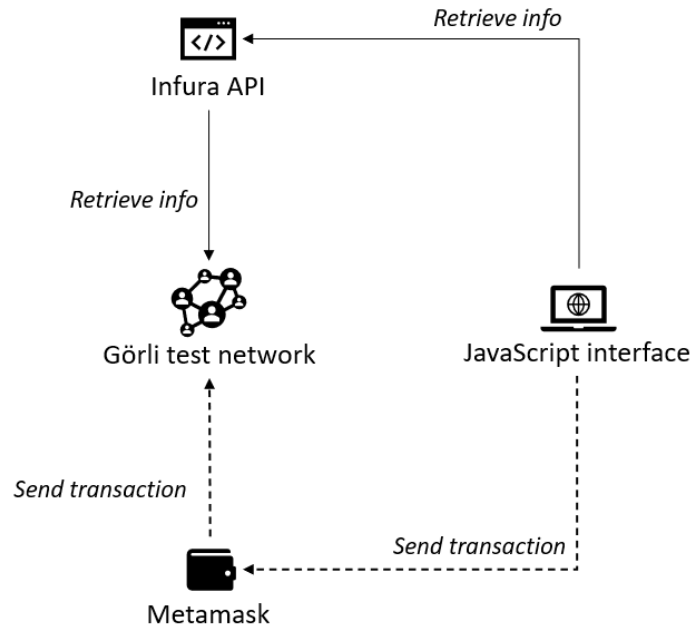 Retrieve info
</>
Infura API
Retrieve info
Görli test network
JavaScript interface
Send transaction
Send transaction
Metamask